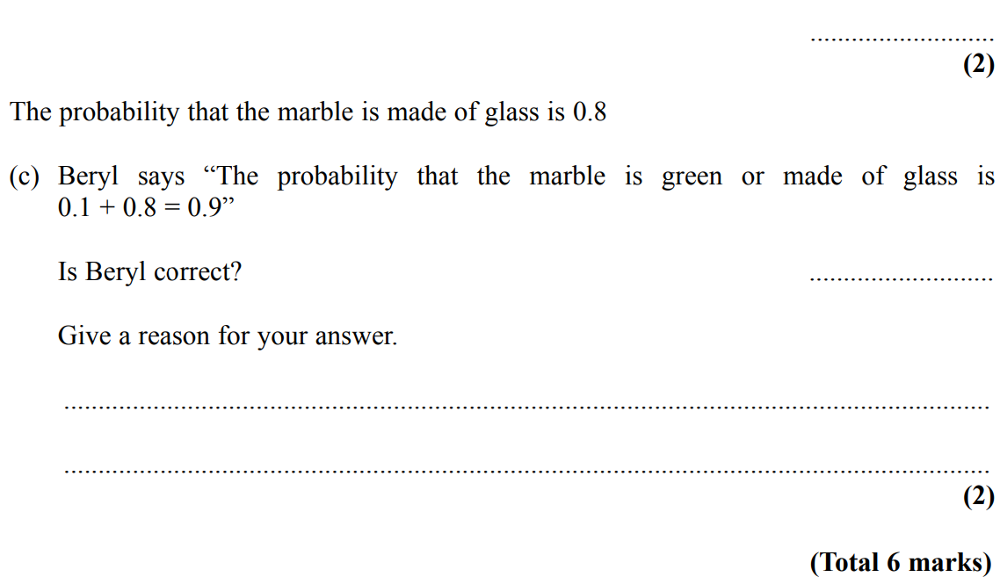 ...........................
(2)
The probability that the marble is made of glass is 0.8
(c) Beryl says “The probability that the marble is green or made of glass is
0.1 + 0.8 = 0.9”
Is Beryl correct? ...........................
Give a reason for your answer.
.......................................................................................................................................
.......................................................................................................................................
(2)
(Total 6 marks)